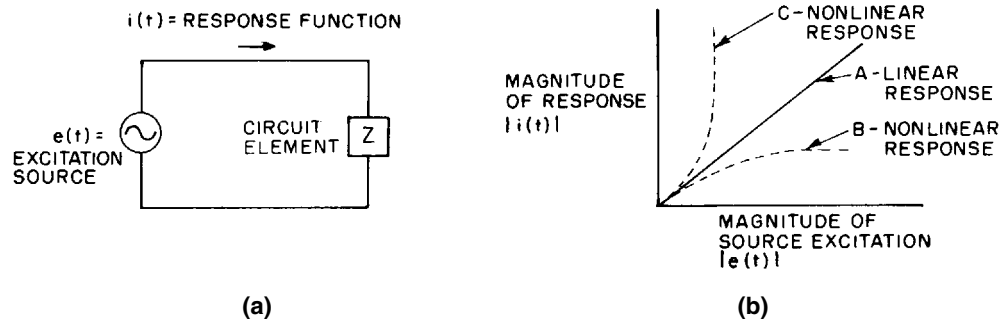 i(t) = RESPONSE FUNCTION
e(t) =
EXCITATION
SOURCE
CIRCUIT
ELEMENT
Z
(a)
C - NONLINEAR
RESPONSE
MAGNITUDE
OF RESPONSE
|i(t)|
A - LINEAR
RESPONSE
B - NONLINEAR
RESPONSE
MAGNITUDE OF
SOURCE EXCITATION
|e(t)|
(b)